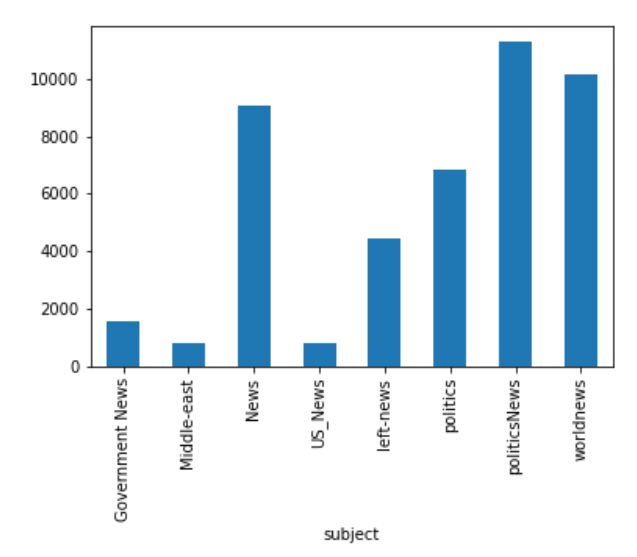 10000
8000
6000
4000
2000
0
Government News
Middle-east
News
US_News
left-news
politics
politicsNews
worldnews
subject